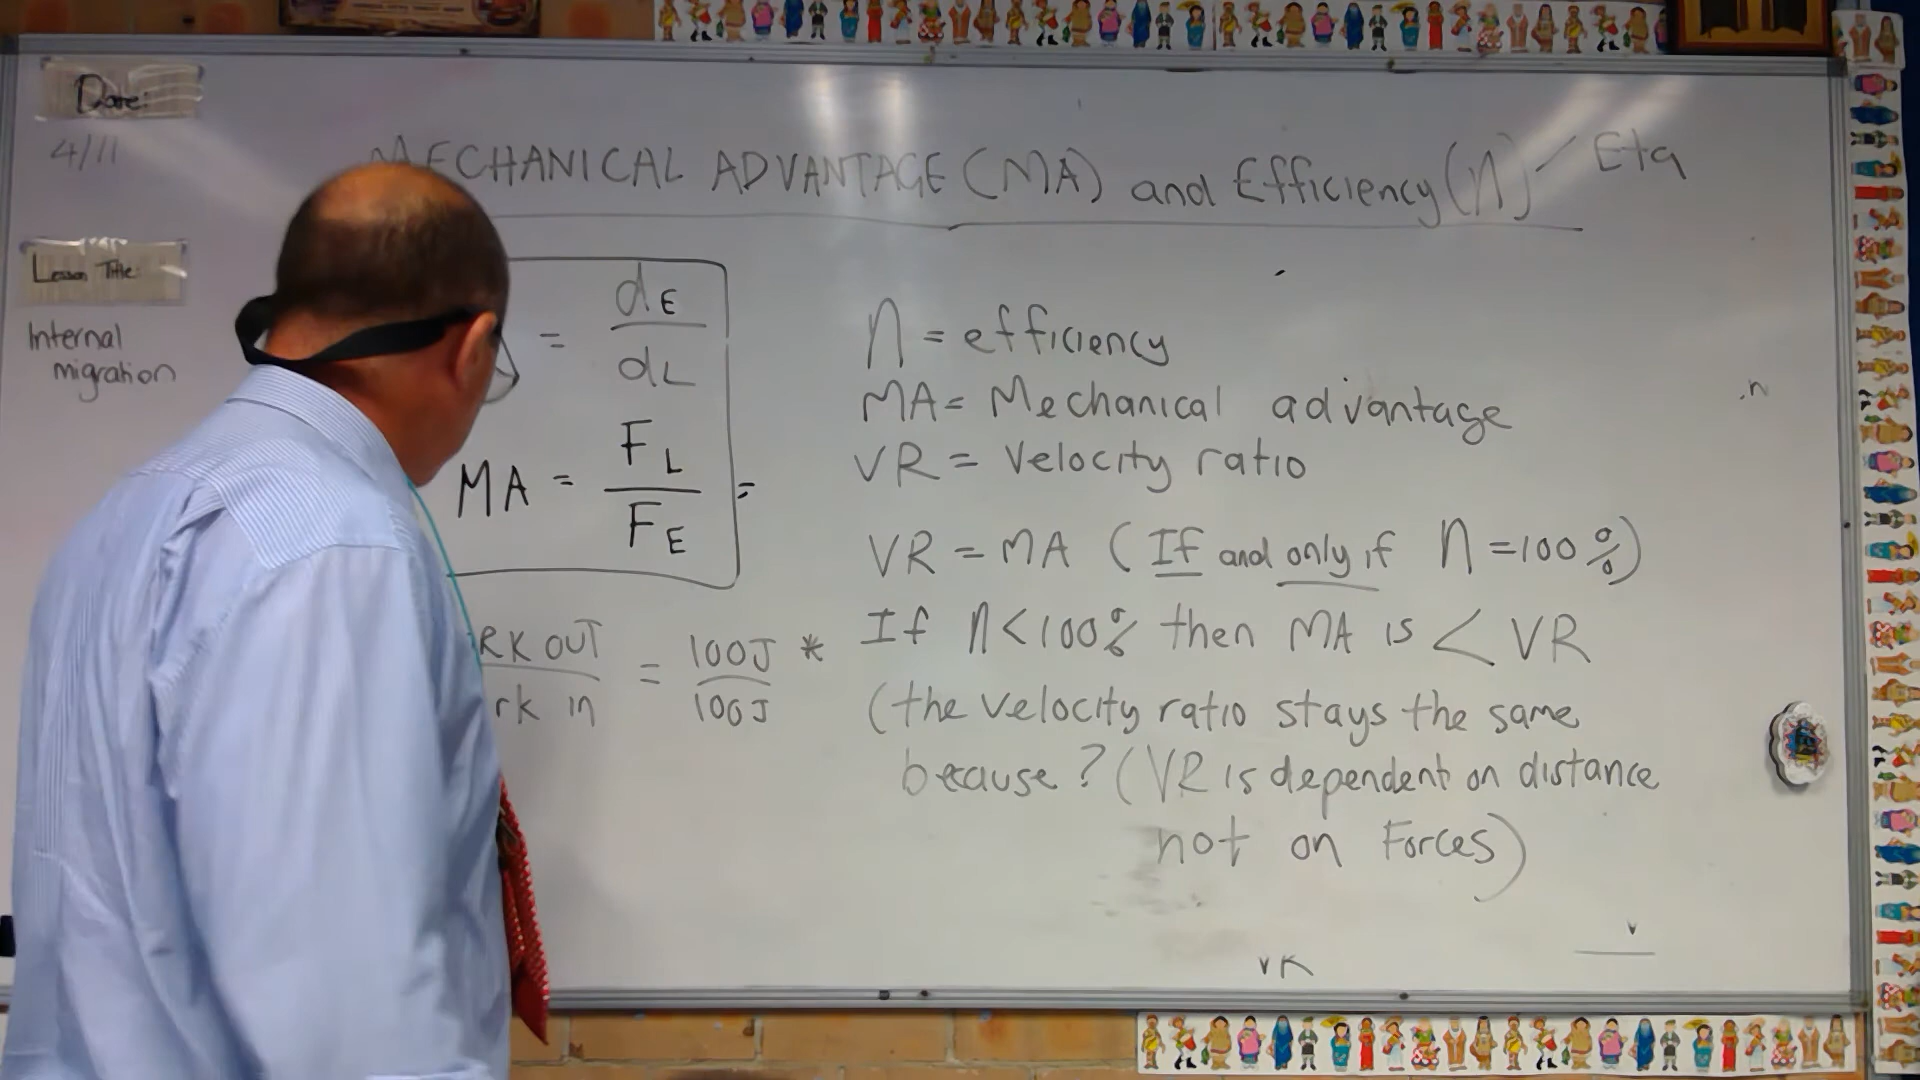 Date:
4/11
MECHANICAL ADVANTAGE (MA) and Efficiency (η) Eta
Lesson Title:
Internal
migration
= dE
dL
MA = FL =
FE
RK OUT = 100J *
rk in 100J
η = efficiency
MA = Mechanical advantage
VR = Velocity ratio
VR = MA (If and only if η = 100%)
If η < 100% then MA is < VR
(the velocity ratio stays the same
because? (VR is dependent on distance
not on Forces)